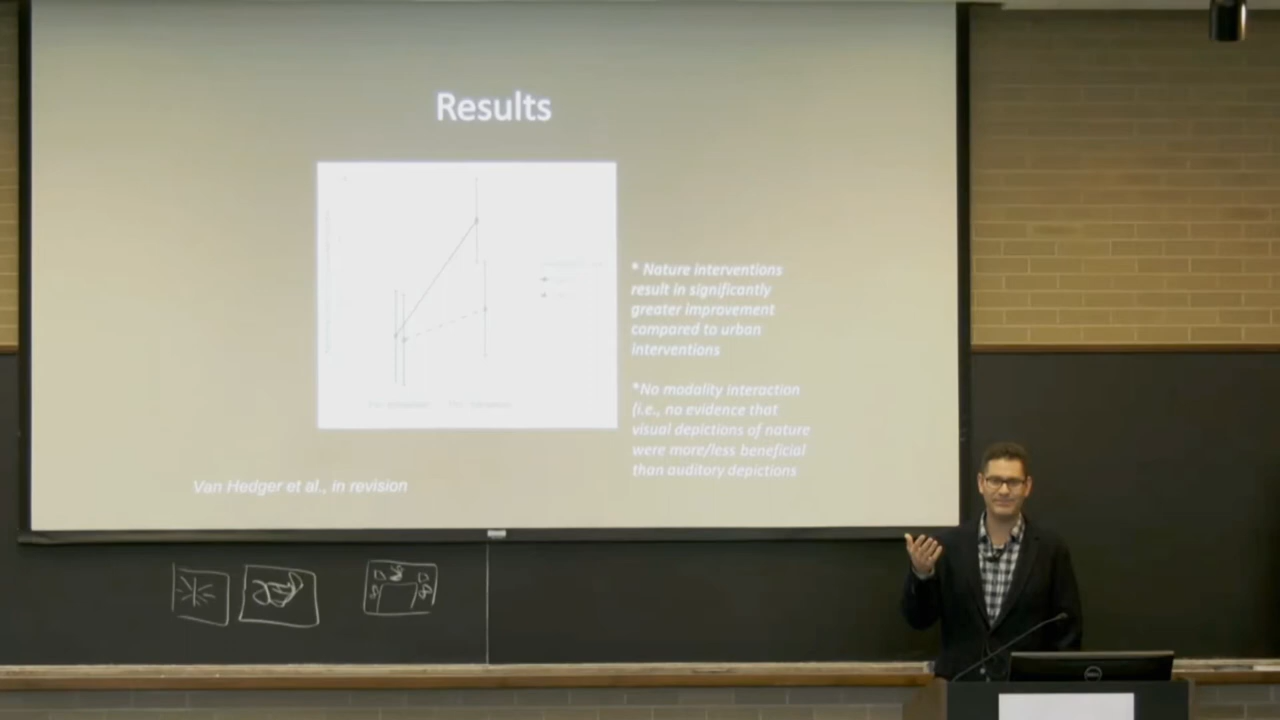 Results
* Nature interventions
result in significantly
greater improvement
compared to urban
interventions
*No modality interaction
(i.e., no evidence that
visual depictions of nature
were more/less beneficial
than auditory depictions
Van Hedger et al., in revision
DELL